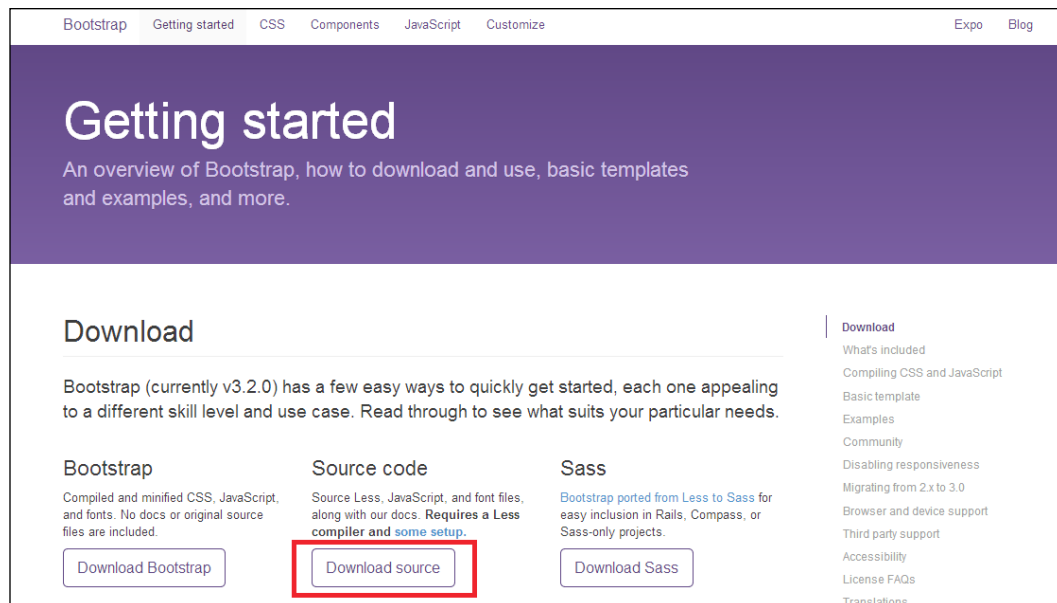 Bootstrap Getting started CSS Components JavaScript Customize Expo Blog
Getting started
An overview of Bootstrap, how to download and use, basic templates
and examples, and more.
Download
Bootstrap (currently v3.2.0) has a few easy ways to quickly get started, each one appealing
to a different skill level and use case. Read through to see what suits your particular needs.
Bootstrap
Compiled and minified CSS, JavaScript,
and fonts. No docs or original source
files are included.
Download Bootstrap
Source code
Source Less, JavaScript, and font files,
along with our docs. Requires a Less
compiler and some setup.
Download source
Sass
Bootstrap ported from Less to Sass for
easy inclusion in Rails, Compass, or
Sass-only projects.
Download Sass
Download
What's included
Compiling CSS and JavaScript
Basic template
Examples
Community
Disabling responsiveness
Migrating from 2.x to 3.0
Browser and device support
Third party support
Accessibility
License FAQs
Translations